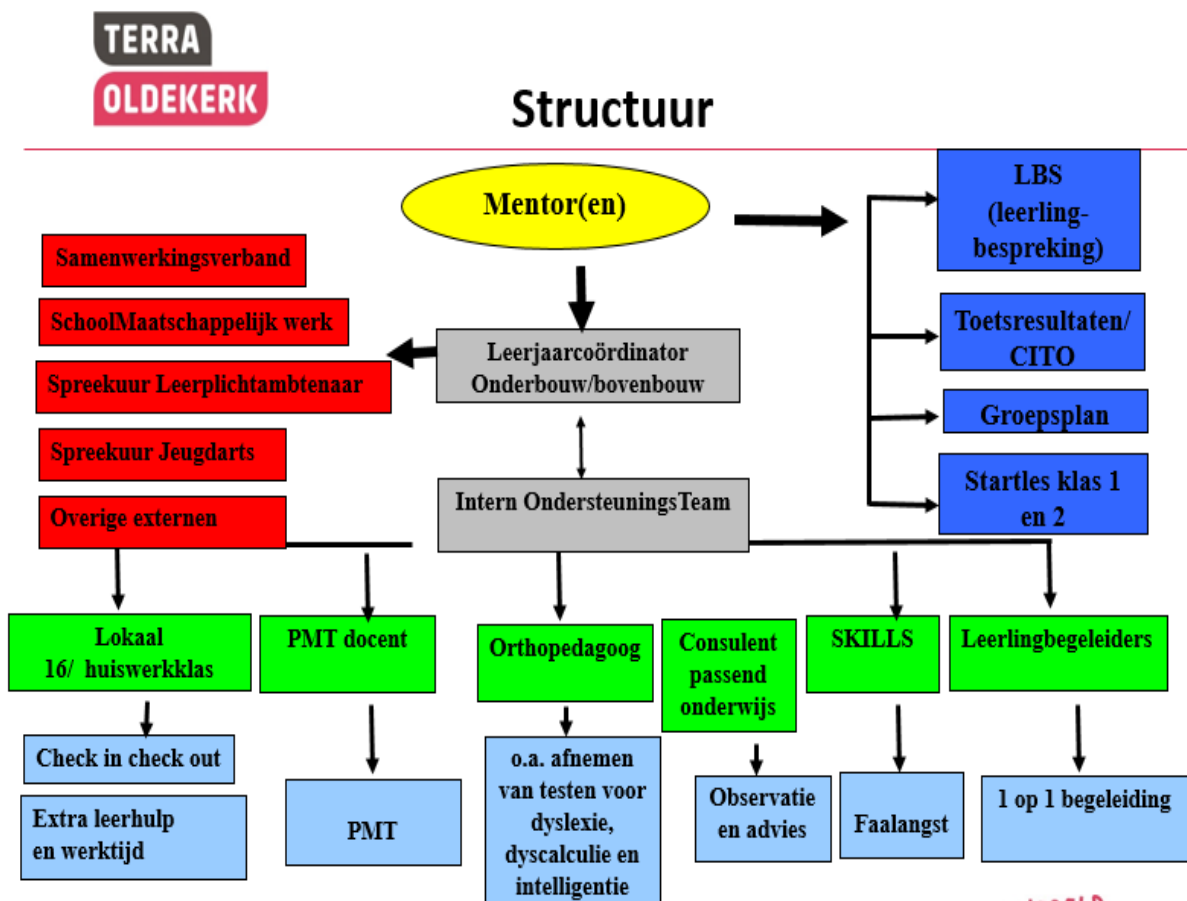 TERRA
OLDEKERK
Structuur
Mentor(en)
LBS
(leerling-
bespreking)
Samenwerkingsverband
SchoolMaatschappelijk werk
Toetsresultaten/
CITO
Leerjaarcoördinator
Onderbouw/bovenbouw
Spreekuur Leerplichtambtenaar
Groepsplan
Spreekuur Jeugdarts
Startles klas 1
en 2
Intern OndersteuningsTeam
Overige externen
Lokaal
16/ huiswerkklas
PMT docent
Orthopedagoog
Consulent
passend
onderwijs
SKILLS
Leerlingbegeleiders
Check in check out
Extra leerhulp
en werktijd
PMT
o.a. afnemen
van testen voor
dyslexie,
dyscalculie en
intelligentie
Observatie
en advies
Faalangst
1 op 1 begeleiding